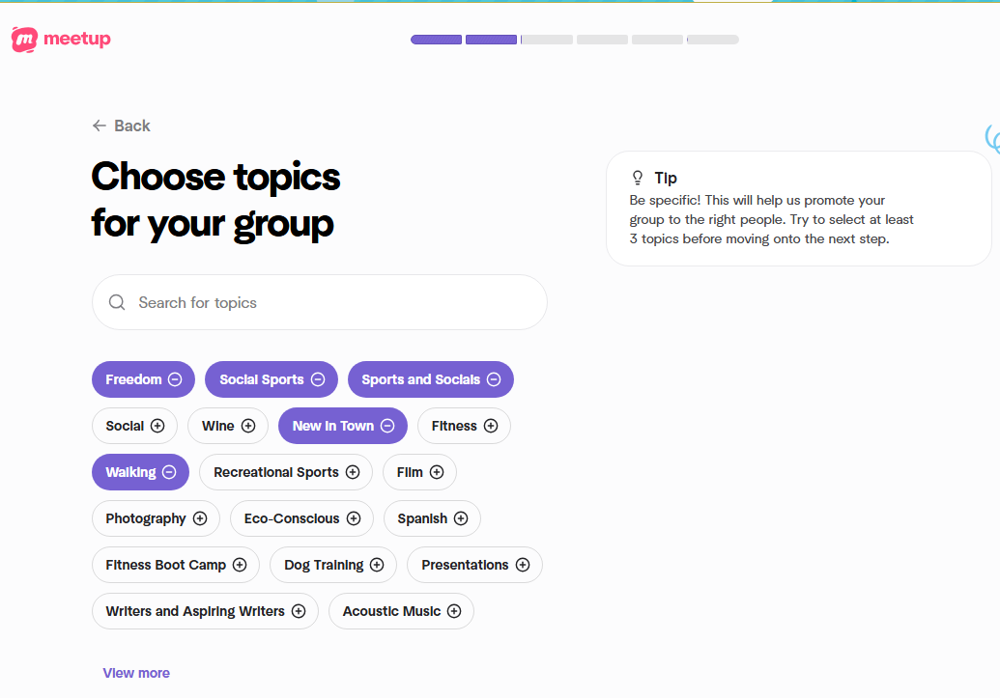 meetup
Back
Choose topics
for your group
Tip
Be specific! This will help us promote your
group to the right people. Try to select at least
3 topics before moving onto the next step.
Search for topics
Freedom Social Sports Sports and Socials
Social Wine New In Town Fitness
Walking Recreational Sports Film
Photography Eco-Conscious Spanish
Fitness Boot Camp Dog Training Presentations
Writers and Aspiring Writers Acoustic Music
View more